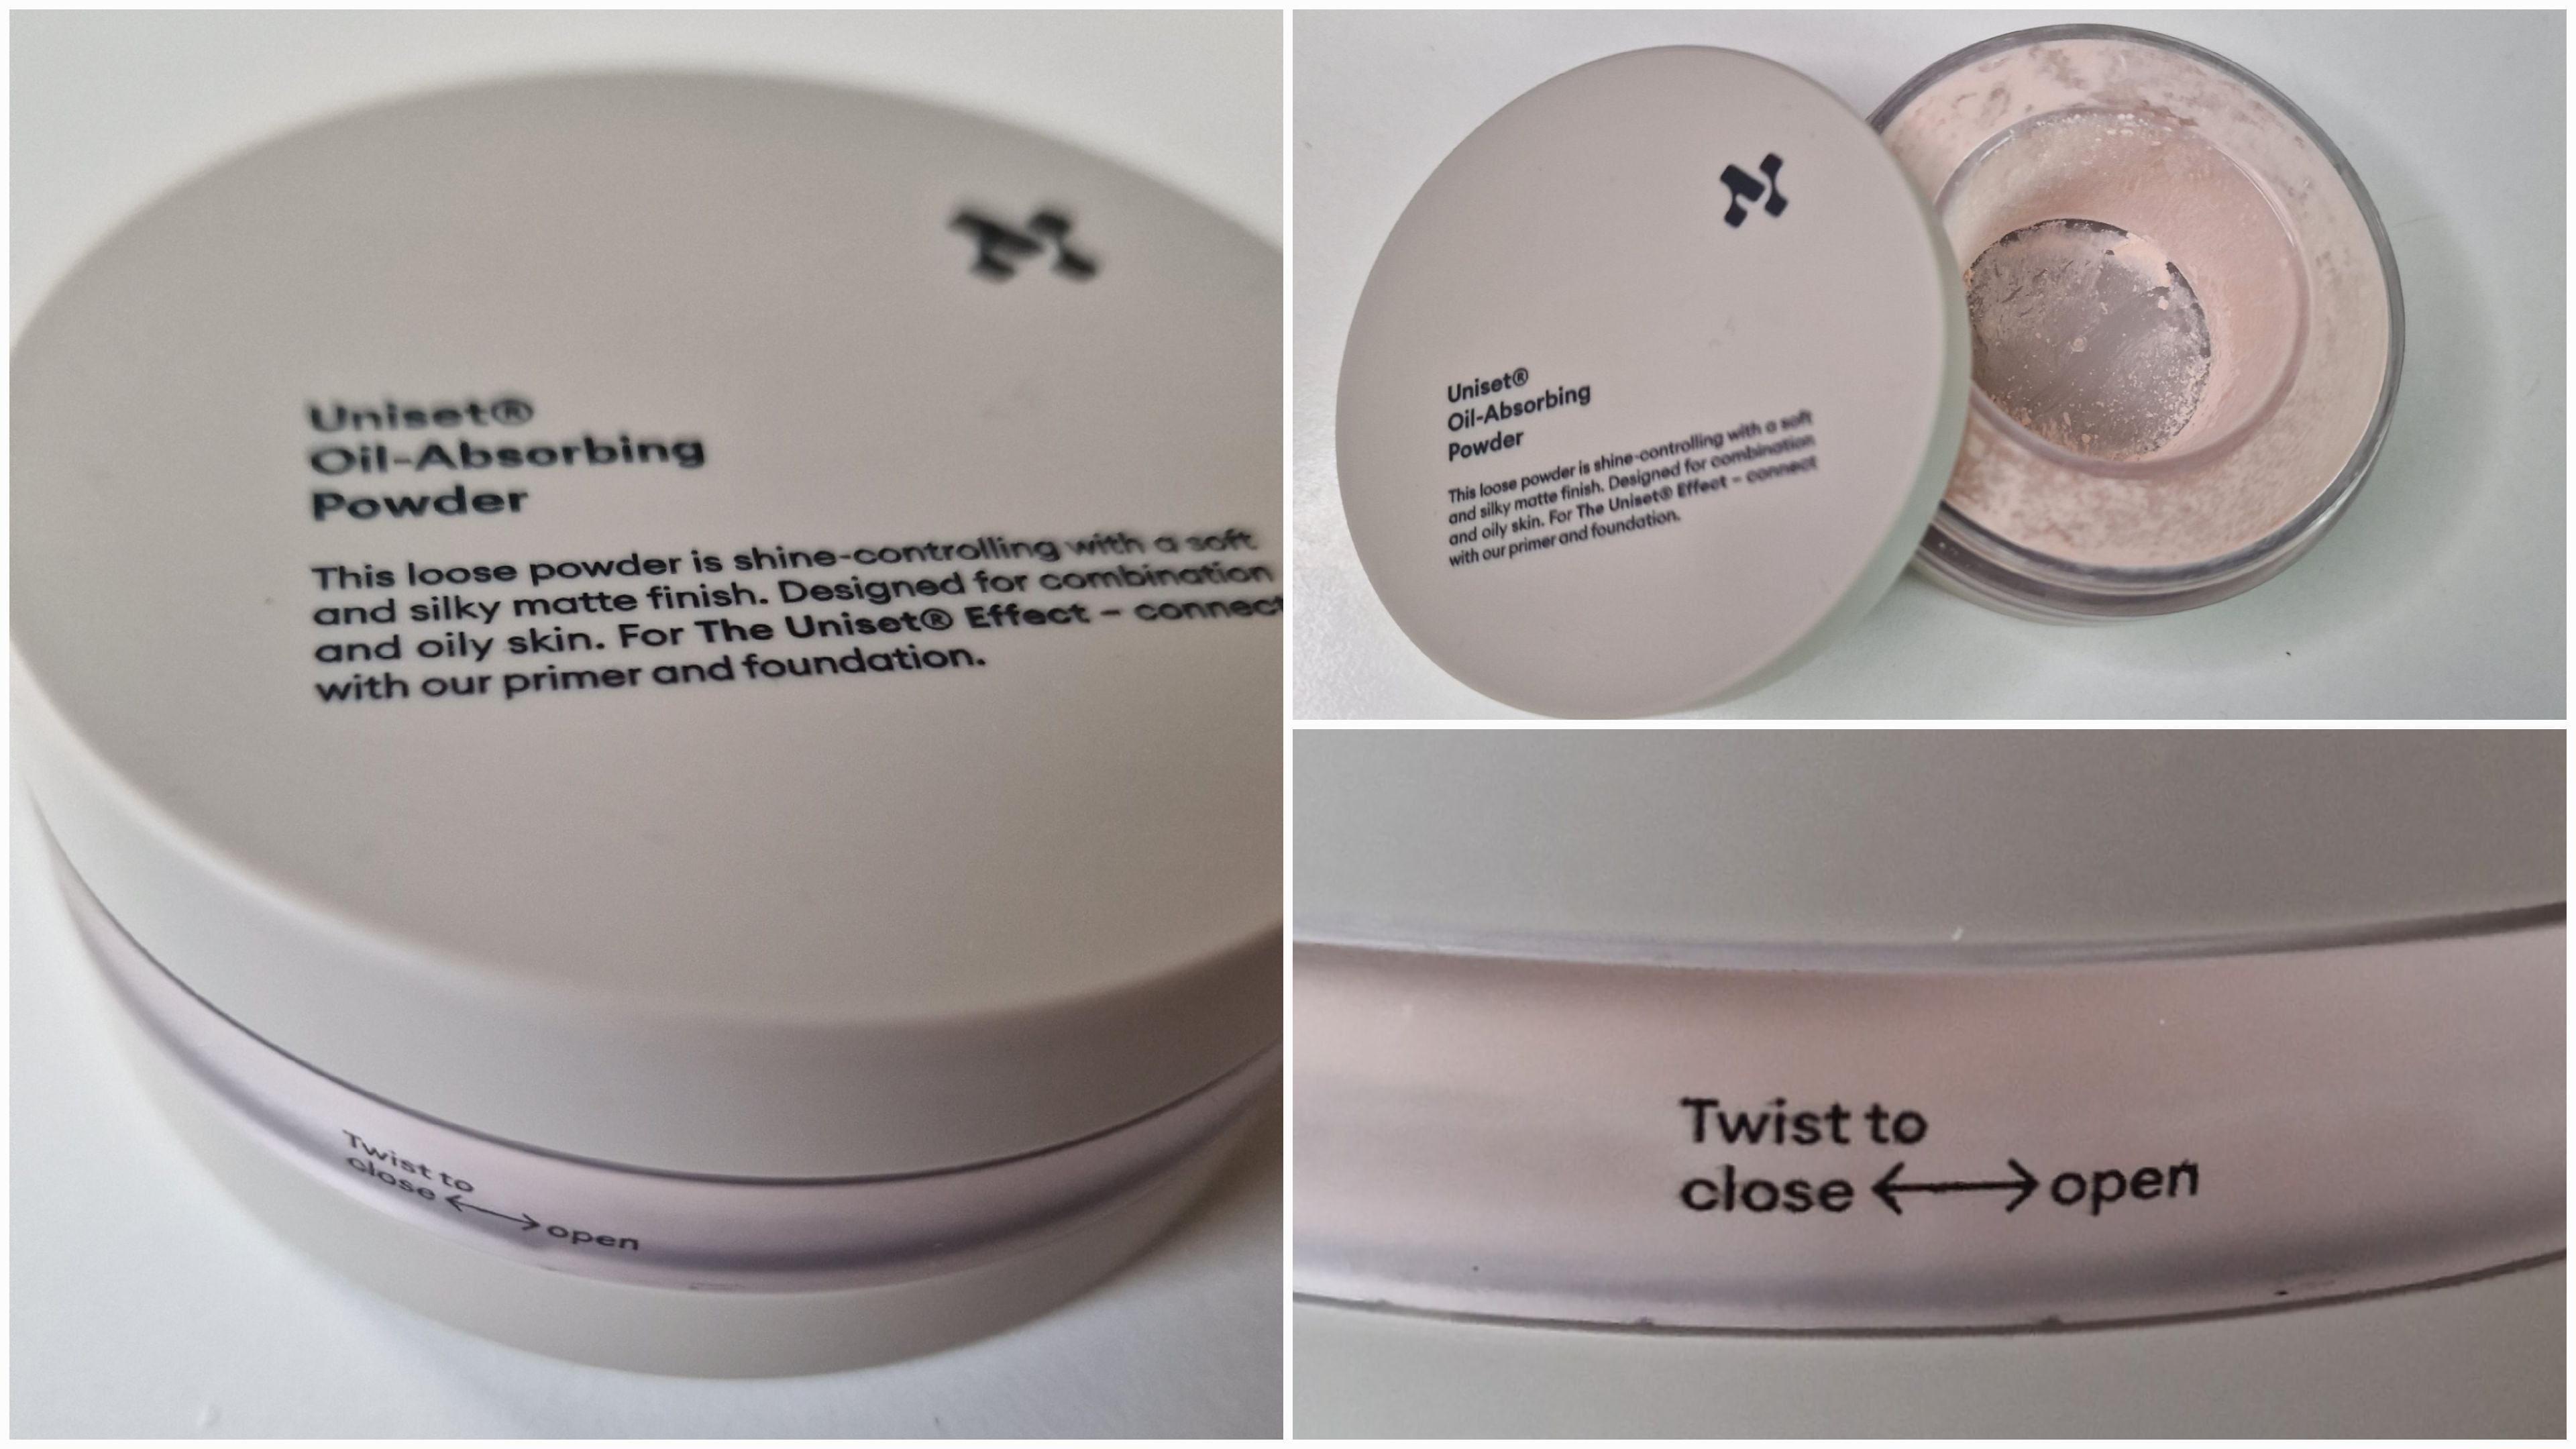 Uniset®
Oil-Absorbing
Powder
This loose powder is shine-controlling with a soft
and silky matte finish. Designed for combination
and oily skin. For The Uniset® Effect – connect
with our primer and foundation.
Twist to
close ←→ open
Uniset®
Oil-Absorbing
Powder
This loose powder is shine-controlling with a soft
and silky matte finish. Designed for combination
and oily skin. For The Uniset® Effect – connect
with our primer and foundation.
Twist to
close ←→ open